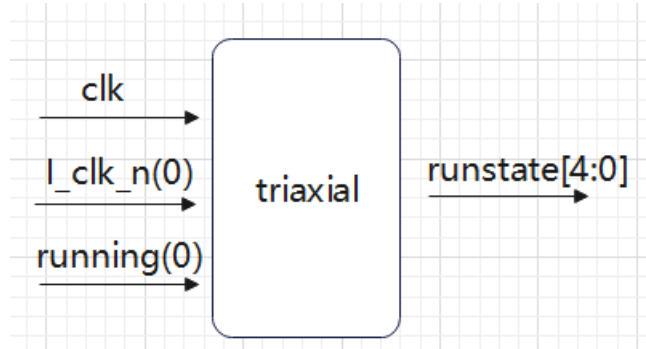 clk
l_clk_n(0)
running(0)
triaxial
runstate[4:0]